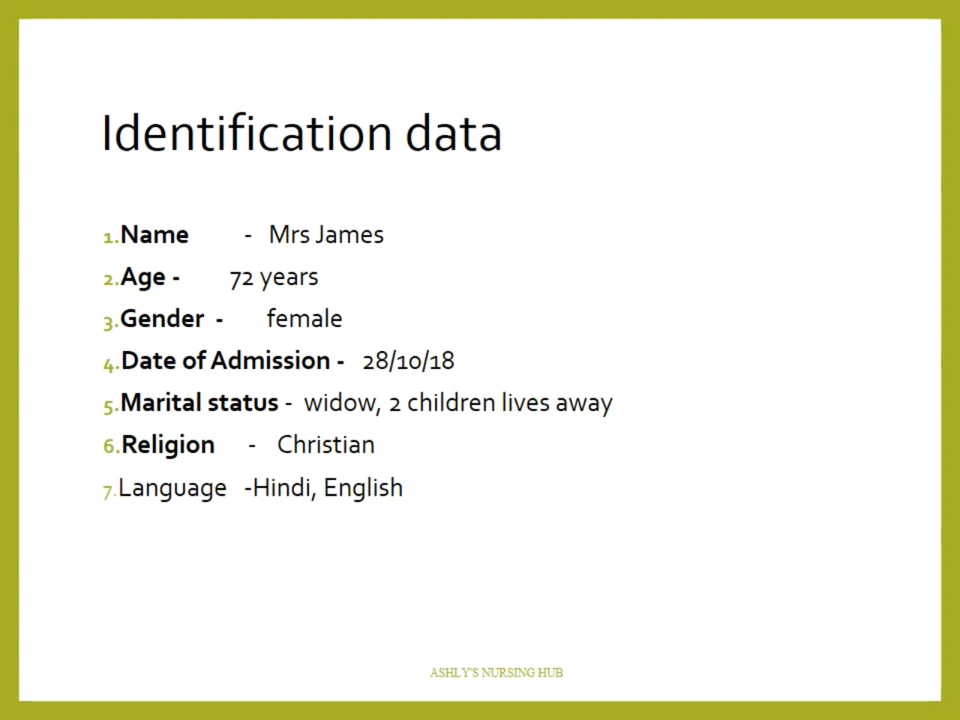 Identification data
1.Name - Mrs James
2.Age - 72 years
3.Gender - female
4.Date of Admission - 28/10/18
5.Marital status - widow, 2 children lives away
6.Religion - Christian
7.Language -Hindi, English
ASHLY'S NURSING HUB